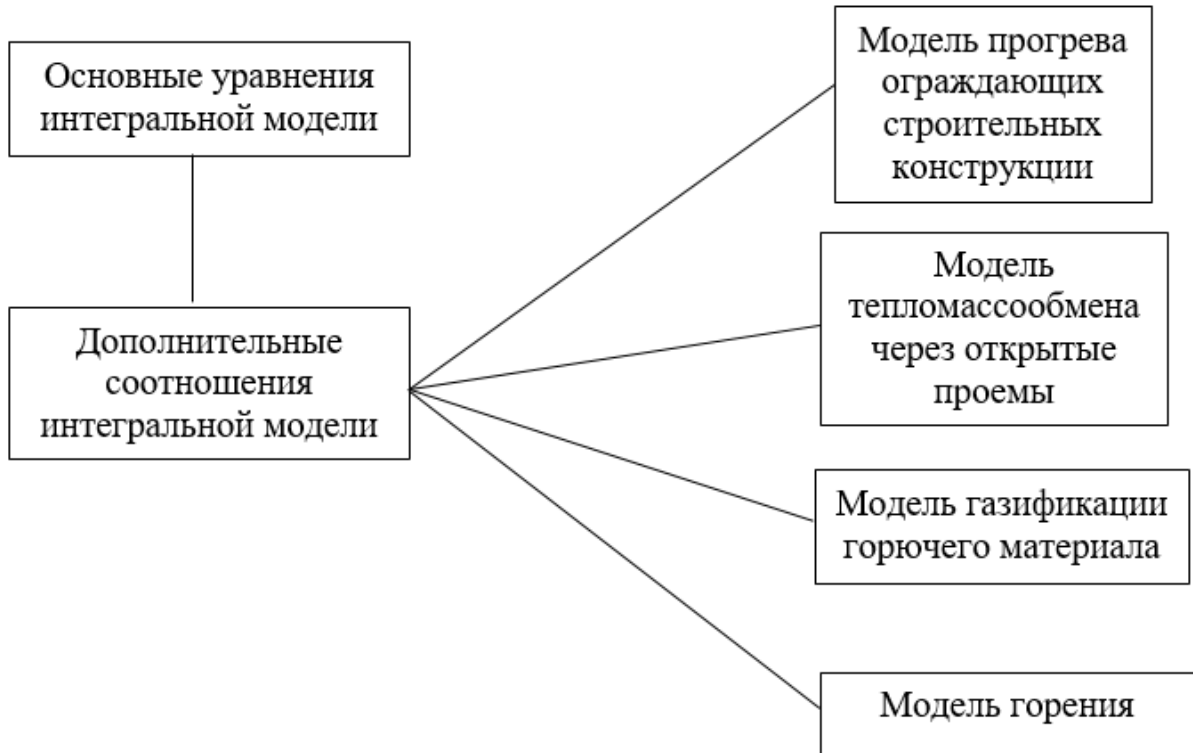 Основные уравнения
интегральной модели
Дополнительные
соотношения
интегральной модели
Модель прогрева
ограждающих
строительных
конструкции
Модель
тепломассообмена
через открытые
проемы
Модель газификации
горючего материала
Модель горения